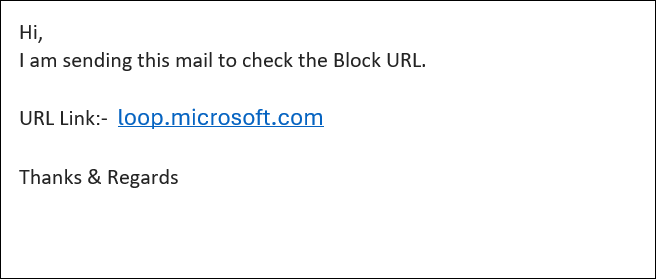 Hi,
I am sending this mail to check the Block URL.
URL Link:- loop.microsoft.com
Thanks & Regards